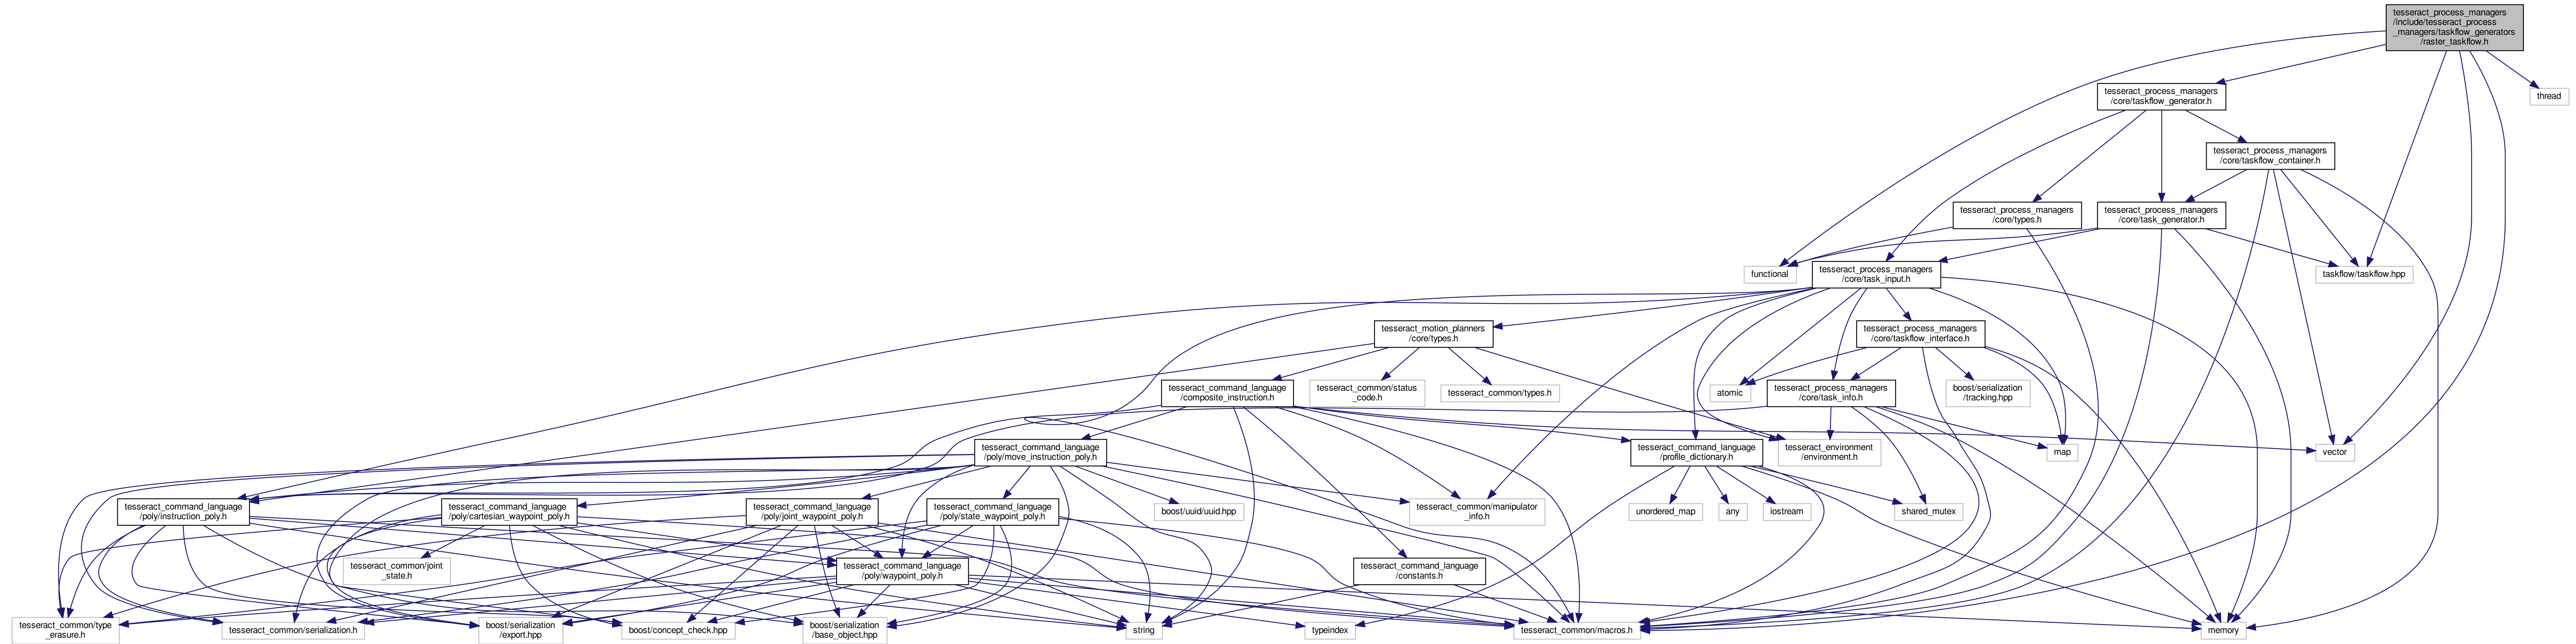 tesseract_process_managers
/include/tesseract_process
_managers/taskflow_generators
/raster_taskflow.h
tesseract_process_managers
/core/taskflow_generator.h
thread
tesseract_process_managers
/core/taskflow_container.h
tesseract_process_managers
/core/types.h
tesseract_process_managers
/core/task_generator.h
functional
tesseract_process_managers
/core/task_input.h
taskflow/taskflow.hpp
tesseract_motion_planners
/core/types.h
tesseract_process_managers
/core/taskflow_interface.h
tesseract_command_language
/composite_instruction.h
tesseract_common/status
_code.h
tesseract_common/types.h
atomic
tesseract_process_managers
/core/task_info.h
boost/serialization
/tracking.hpp
tesseract_command_language
/poly/move_instruction_poly.h
tesseract_command_language
/profile_dictionary.h
tesseract_environment
/environment.h
map
vector
tesseract_command_language
/poly/instruction_poly.h
tesseract_command_language
/poly/cartesian_waypoint_poly.h
tesseract_command_language
/poly/joint_waypoint_poly.h
tesseract_command_language
/poly/state_waypoint_poly.h
boost/uuid/uuid.hpp
tesseract_common/manipulator
_info.h
unordered_map
any
iostream
shared_mutex
tesseract_common/joint
_state.h
tesseract_command_language
/poly/waypoint_poly.h
tesseract_command_language
/constants.h
tesseract_common/type
_erasure.h
tesseract_common/serialization.h
boost/serialization
/export.hpp
boost/concept_check.hpp
boost/serialization
/base_object.hpp
string
typeindex
tesseract_common/macros.h
memory